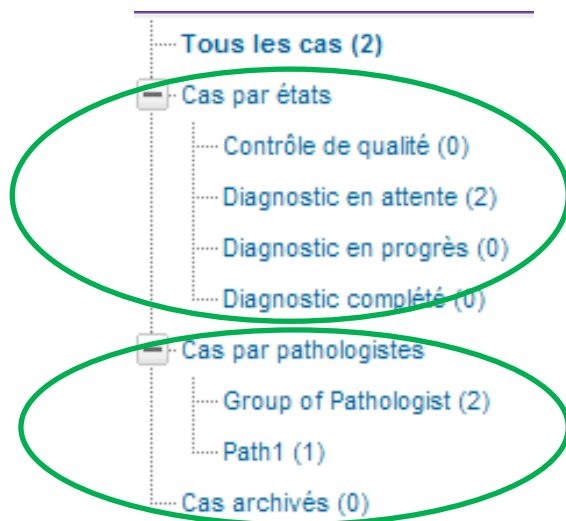 Tous les cas (2)
Cas par états
Contrôle de qualité (0)
Diagnostic en attente (2)
Diagnostic en progrès (0)
Diagnostic complété (0)
Cas par pathologistes
Group of Pathologist (2)
Path1 (1)
Cas archivés (0)